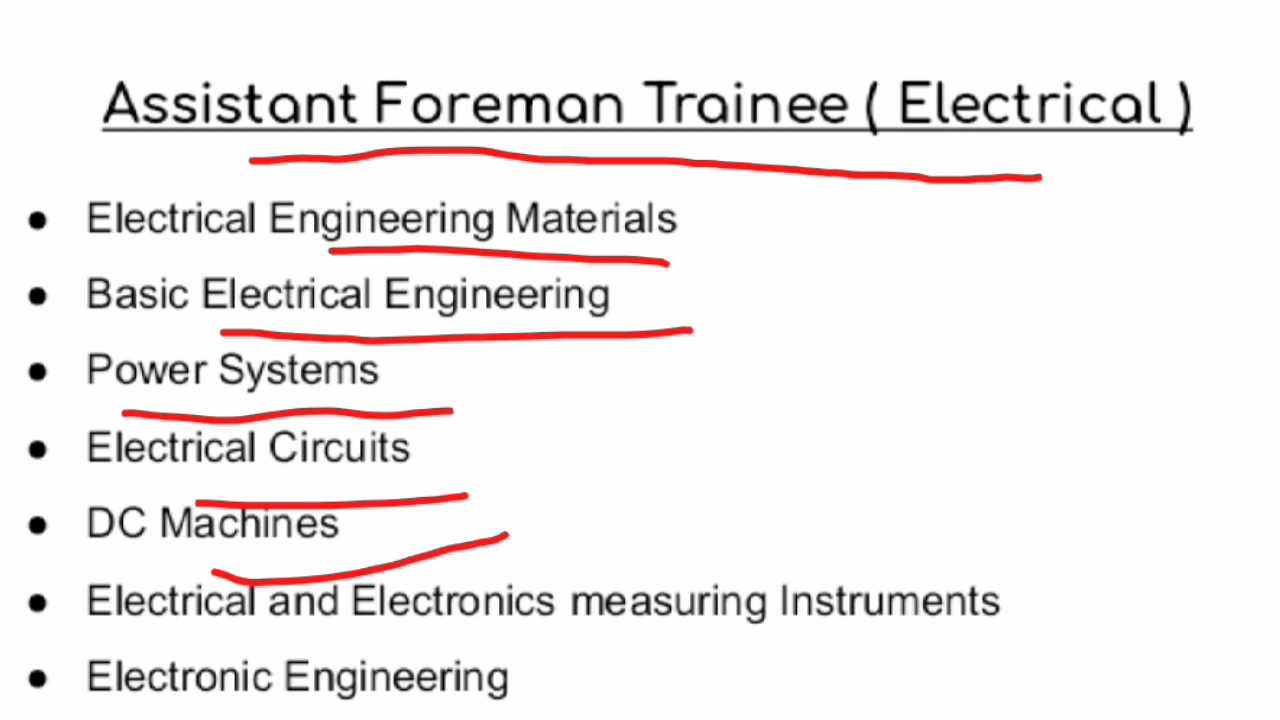 Assistant Foreman Trainee ( Electrical )
● Electrical Engineering Materials
● Basic Electrical Engineering
● Power Systems
● Electrical Circuits
● DC Machines
● Electrical and Electronics measuring Instruments
● Electronic Engineering